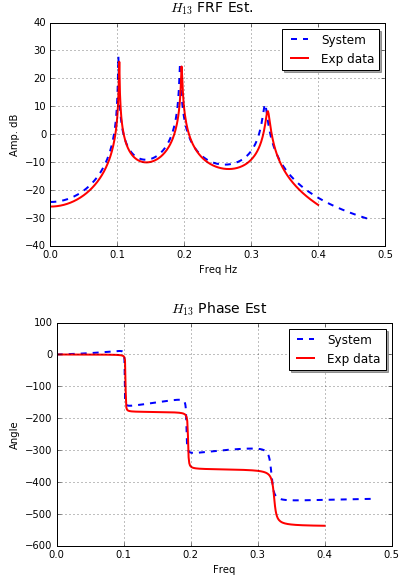 H13 FRF Est.
40
30
20
10
0
−10
−20
−30
−40
Amp. dB
System
Exp data
0.0 0.1 0.2 0.3 0.4 0.5
Freq Hz
H13 Phase Est
100
0
−100
−200
−300
−400
−500
−600
Angle
System
Exp data
0.0 0.1 0.2 0.3 0.4 0.5
Freq